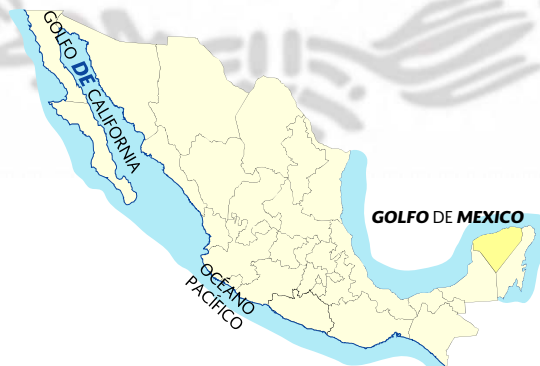 GOLFO DE CALIFORNIA
GOLFO DE MEXICO
OCÉANO
PACÍFICO